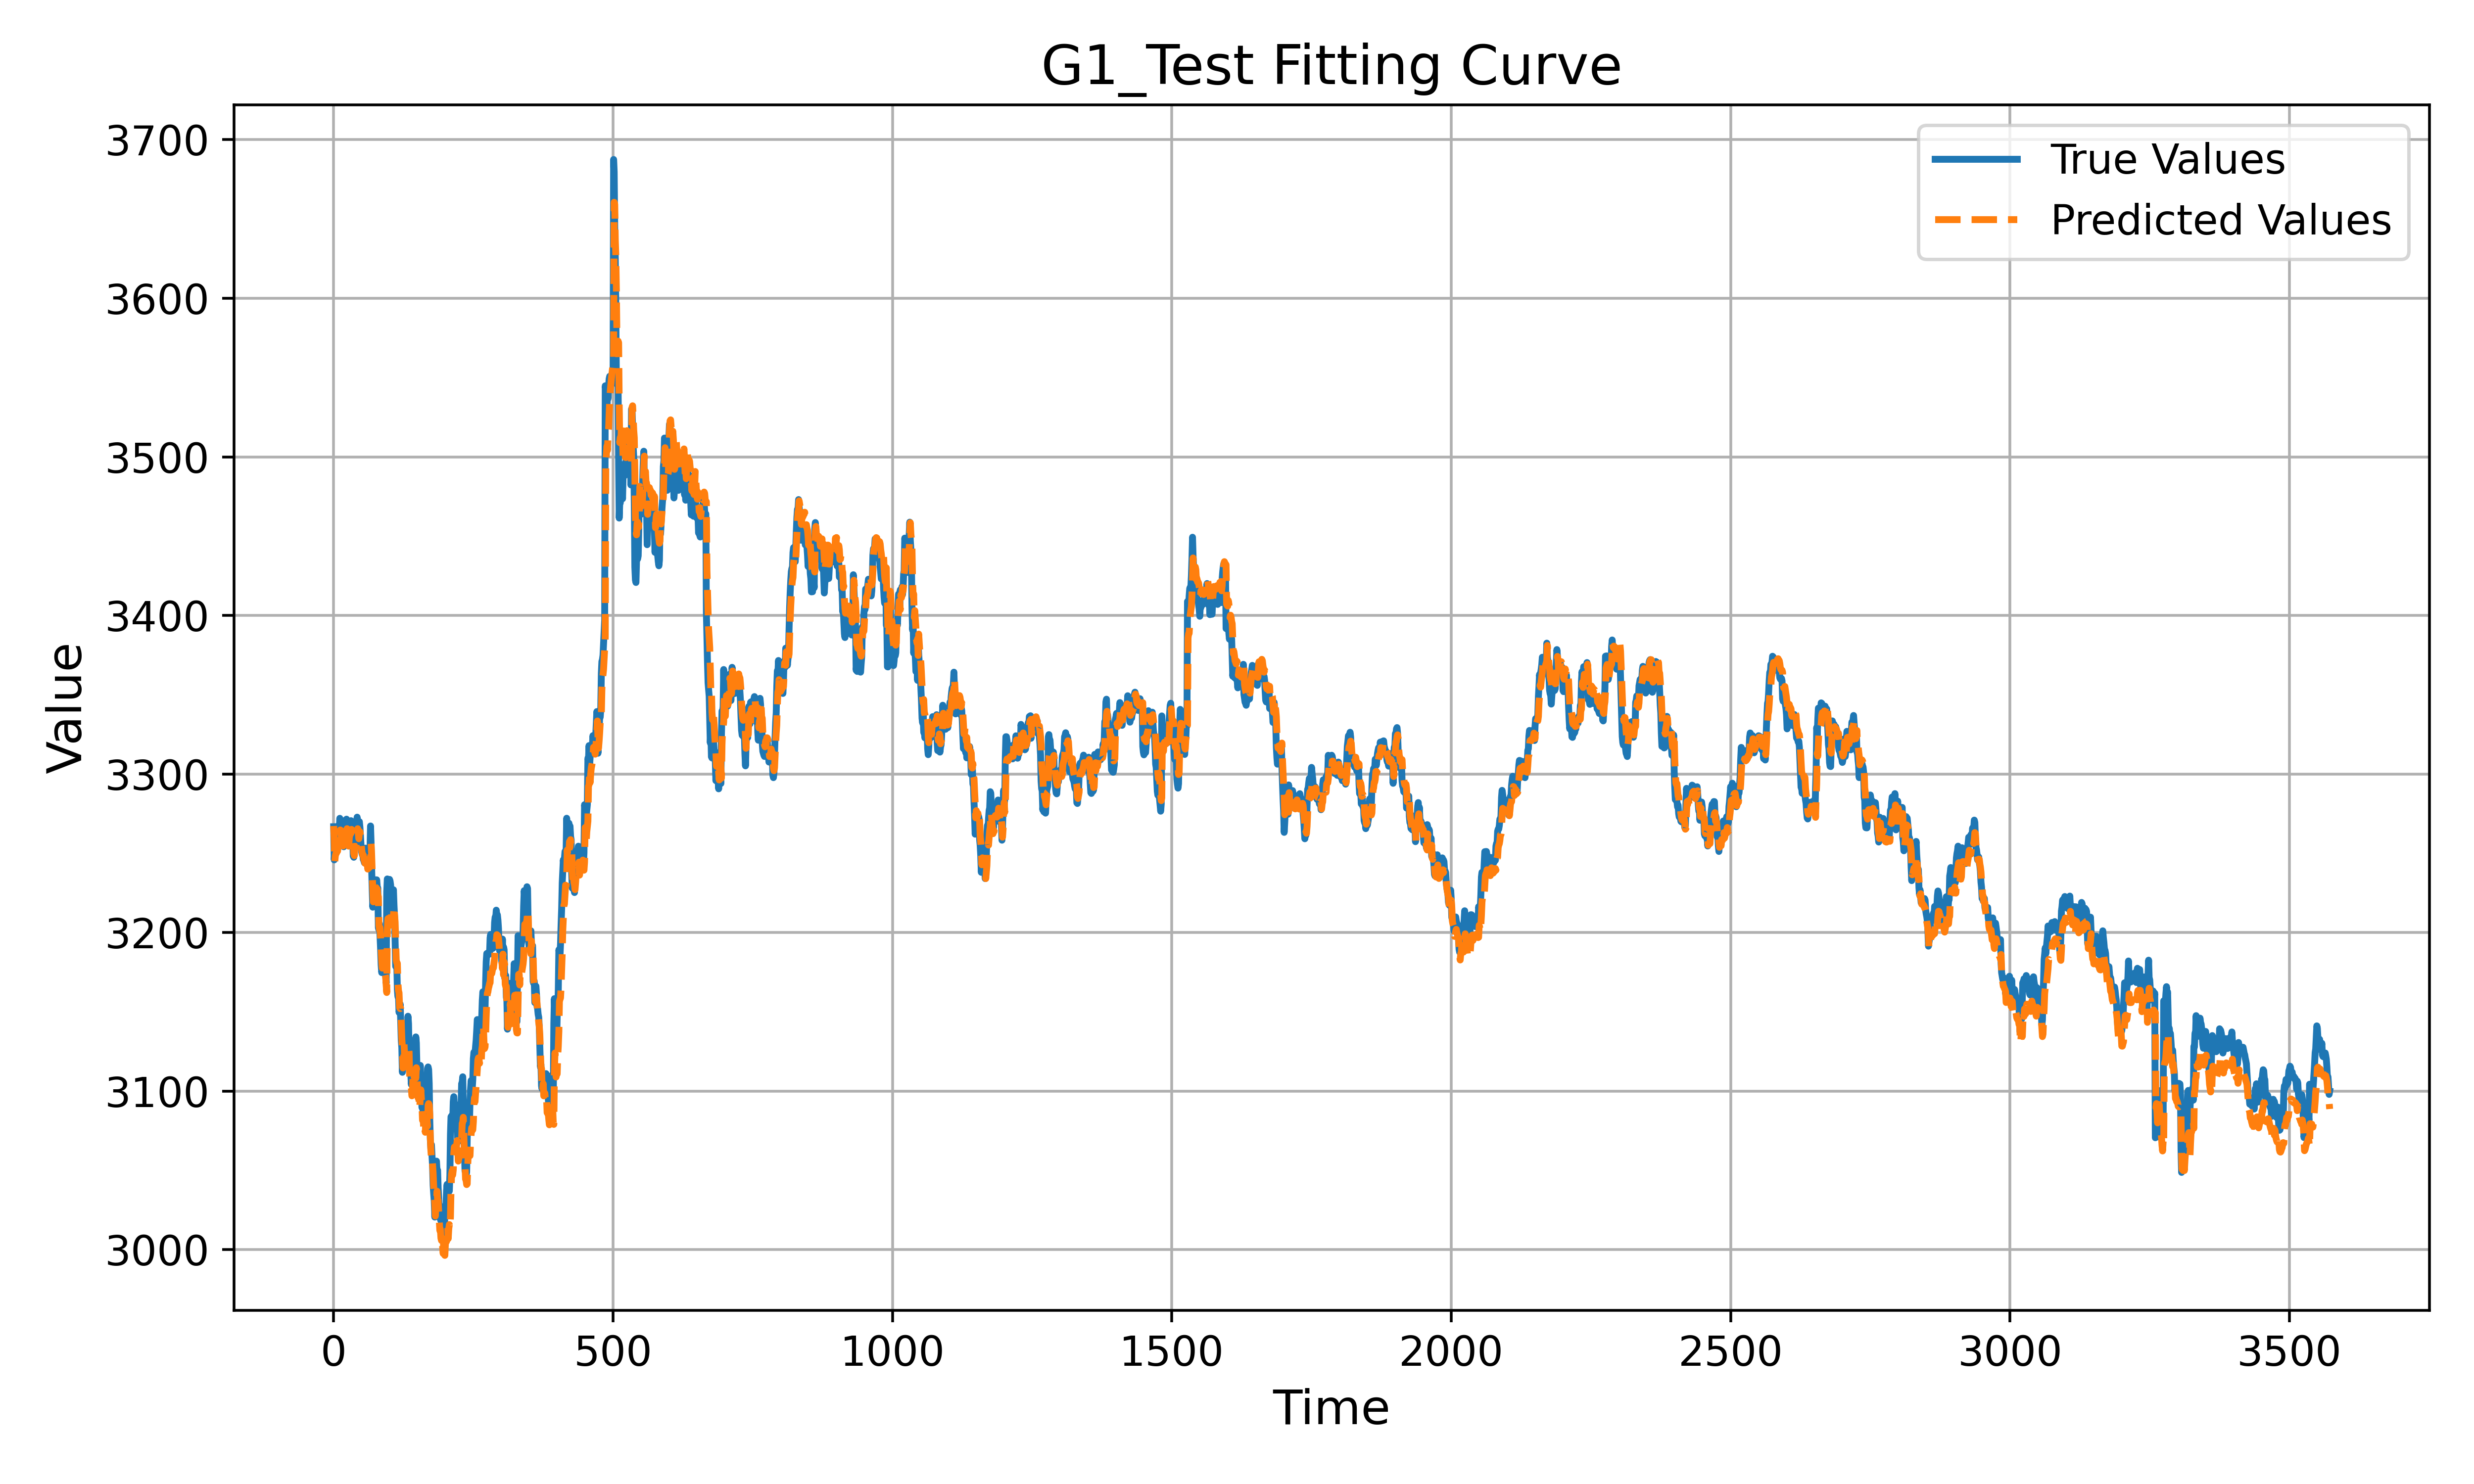 G1_Test Fitting Curve
True Values
Predicted Values
Value
3700
3600
3500
3400
3300
3200
3100
3000
0 500 1000 1500 2000 2500 3000 3500
Time